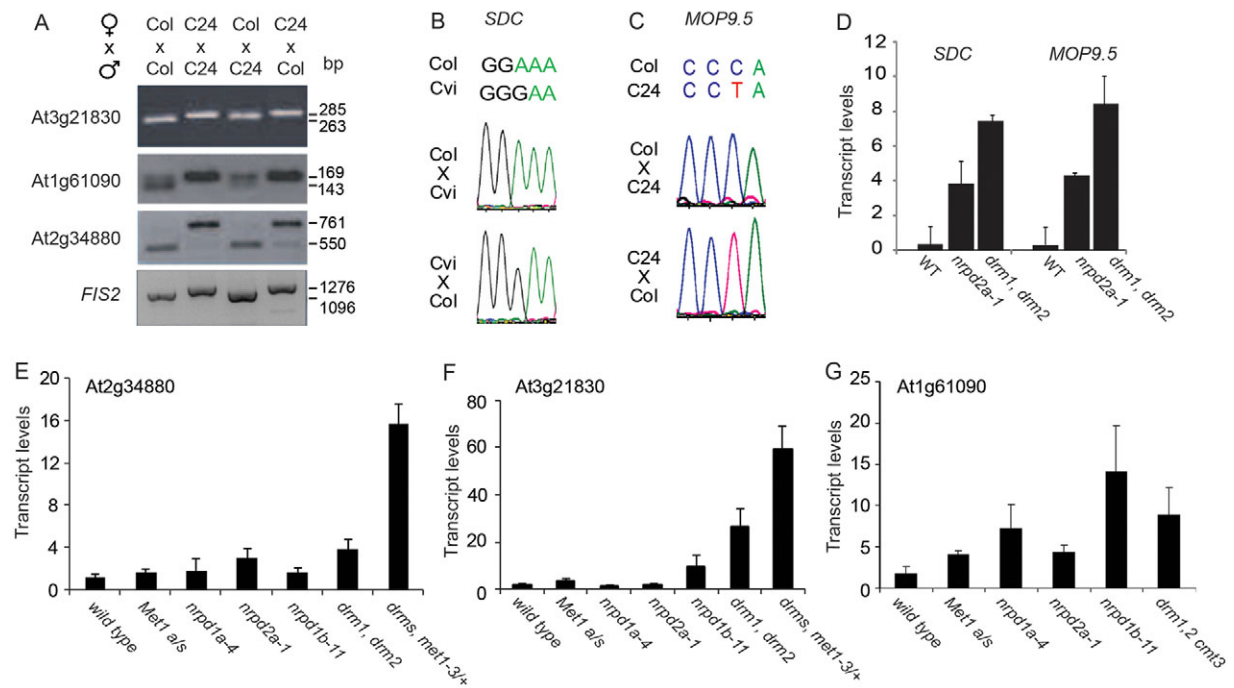 A
♀ Col C24 Col C24
x x x x x
♂ Col C24 C24 Col bp
At3g21830 285
263
At1g61090 169
143
At2g34880 761
550
FIS2 1276
1096
B
SDC
Col GGAAA
Cvi GGGAA
Col
X
Cvi
Cvi
X
Col
C
MOP9.5
Col C C C A
C24 C C T A
Col
X
C24
C24
X
Col
D
SDC MOP9.5
Transcript levels
12
10
8
6
4
2
0
WT
nrpd2a-1
drm1, drm2
WT
nrpd2a-1
drm1, drm2
E
At2g34880
Transcript levels
20
16
12
8
4
0
wild type
Met1 a/s
nrpd1a-4
nrpd2a-1
nrpd1b-11
drm1, drm2
drms, met1-3/+
F
At3g21830
Transcript levels
80
60
40
20
0
wild type
Met1 a/s
nrpd1a-4
nrpd2a-1
nrpd1b-11
drm1, drm2
drms, met1-3/+
G
At1g61090
Transcript levels
25
20
15
10
5
0
wild type
Met1 a/s
nrpd1a-4
nrpd2a-1
nrpd1b-11
drm1,2 cmt3